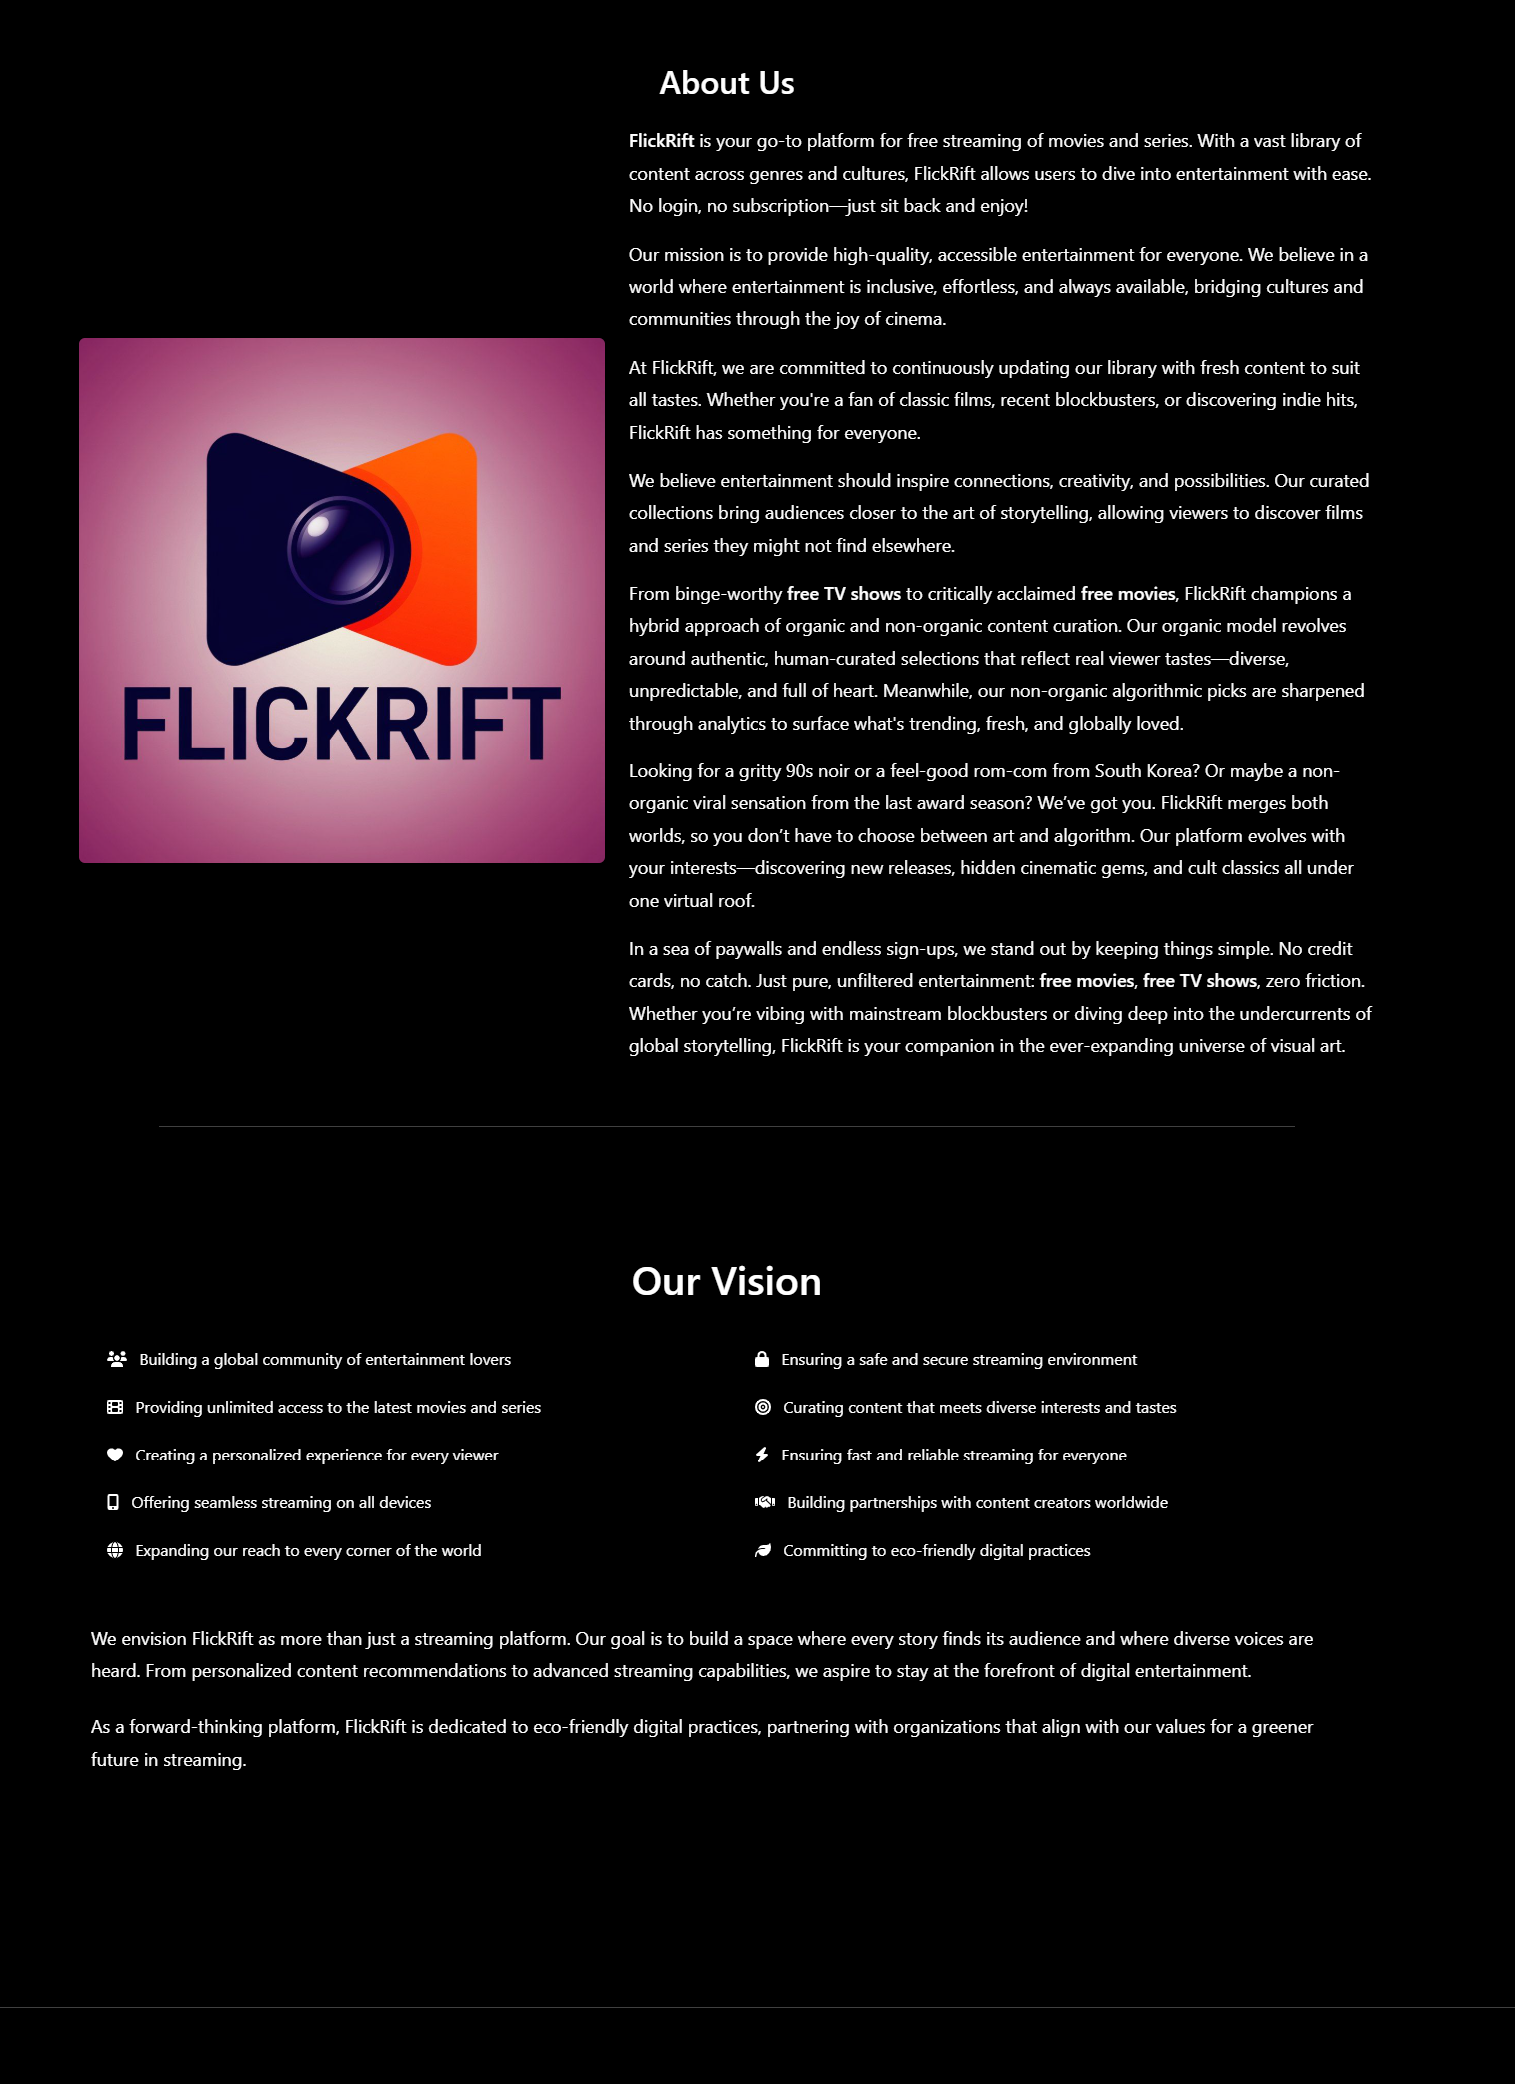 About Us
FlickRift is your go-to platform for free streaming of movies and series. With a vast library of
content across genres and cultures, FlickRift allows users to dive into entertainment with ease.
No login, no subscription—just sit back and enjoy!
Our mission is to provide high-quality, accessible entertainment for everyone. We believe in a
world where entertainment is inclusive, effortless, and always available, bridging cultures and
communities through the joy of cinema.
At FlickRift, we are committed to continuously updating our library with fresh content to suit
all tastes. Whether you're a fan of classic films, recent blockbusters, or discovering indie hits,
FlickRift has something for everyone.
We believe entertainment should inspire connections, creativity, and possibilities. Our curated
collections bring audiences closer to the art of storytelling, allowing viewers to discover films
and series they might not find elsewhere.
From binge-worthy free TV shows to critically acclaimed free movies, FlickRift champions a
hybrid approach of organic and non-organic content curation. Our organic model revolves
around authentic, human-curated selections that reflect real viewer tastes—diverse,
unpredictable, and full of heart. Meanwhile, our non-organic algorithmic picks are sharpened
through analytics to surface what's trending, fresh, and globally loved.
Looking for a gritty 90s noir or a feel-good rom-com from South Korea? Or maybe a non-
organic viral sensation from the last award season? We’ve got you. FlickRift merges both
worlds, so you don’t have to choose between art and algorithm. Our platform evolves with
your interests—discovering new releases, hidden cinematic gems, and cult classics all under
one virtual roof.
In a sea of paywalls and endless sign-ups, we stand out by keeping things simple. No credit
cards, no catch. Just pure, unfiltered entertainment: free movies, free TV shows, zero friction.
Whether you’re vibing with mainstream blockbusters or diving deep into the undercurrents of
global storytelling, FlickRift is your companion in the ever-expanding universe of visual art.
FLICKRIFT
Our Vision
Building a global community of entertainment lovers
Providing unlimited access to the latest movies and series
Creating a personalized experience for every viewer
Offering seamless streaming on all devices
Expanding our reach to every corner of the world
Ensuring a safe and secure streaming environment
Curating content that meets diverse interests and tastes
Ensuring fast and reliable streaming for everyone
Building partnerships with content creators worldwide
Committing to eco-friendly digital practices
We envision FlickRift as more than just a streaming platform. Our goal is to build a space where every story finds its audience and where diverse voices are
heard. From personalized content recommendations to advanced streaming capabilities, we aspire to stay at the forefront of digital entertainment.
As a forward-thinking platform, FlickRift is dedicated to eco-friendly digital practices, partnering with organizations that align with our values for a greener
future in streaming.